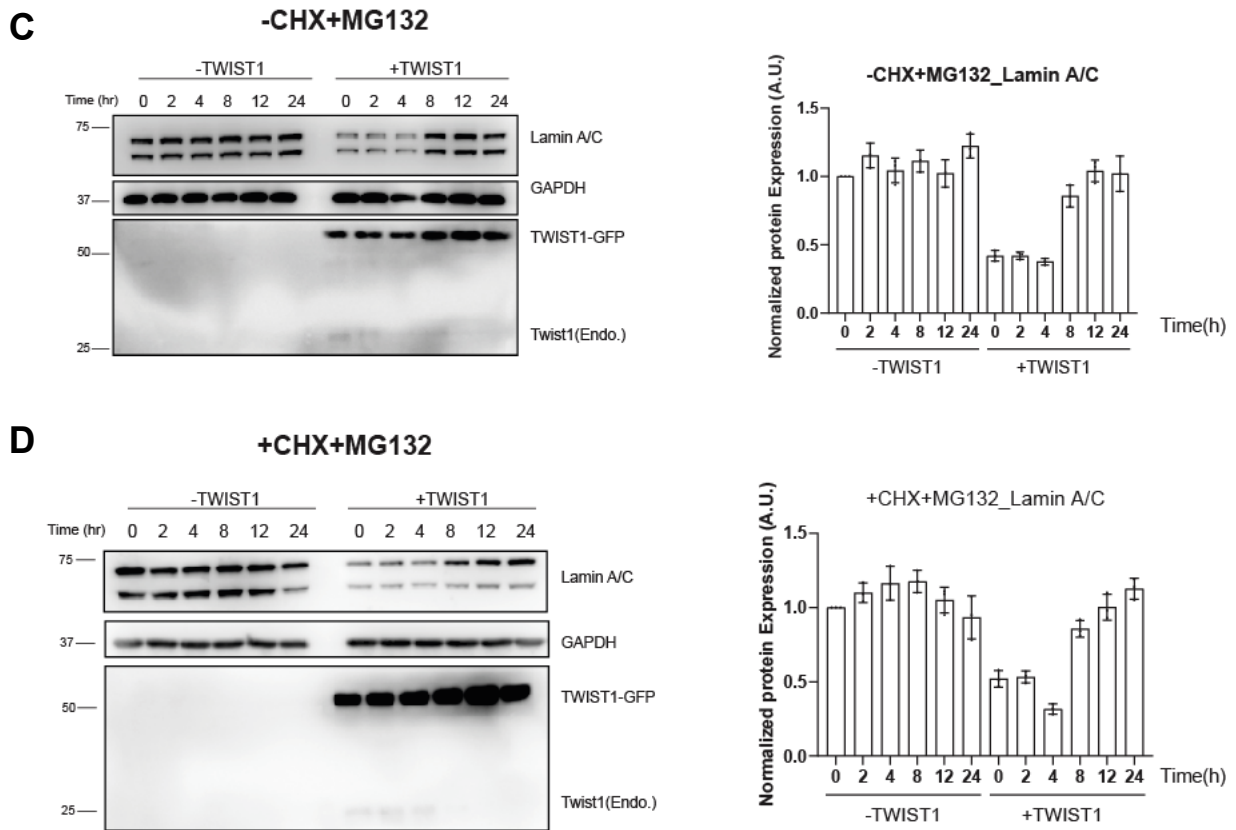 C
-CHX+MG132
-TWIST1 +TWIST1
Time (hr) 0 2 4 8 12 24 0 2 4 8 12 24
75
Lamin A/C
GAPDH
37
TWIST1-GFP
50
Twist1(Endo.)
25
-CHX+MG132_Lamin A/C
Normalized protein Expression (A.U.)
1.5
1.0
0.5
0.0
0 2 4 8 12 24 0 2 4 8 12 24 Time(h)
-TWIST1 +TWIST1
D
+CHX+MG132
-TWIST1 +TWIST1
Time (hr) 0 2 4 8 12 24 0 2 4 8 12 24
75
Lamin A/C
37
GAPDH
TWIST1-GFP
50
Twist1(Endo.)
25
+CHX+MG132_Lamin A/C
Normalized protein Expression (A.U.)
1.5
1.0
0.5
0.0
0 2 4 8 12 24 0 2 4 8 12 24 Time(h)
-TWIST1 +TWIST1